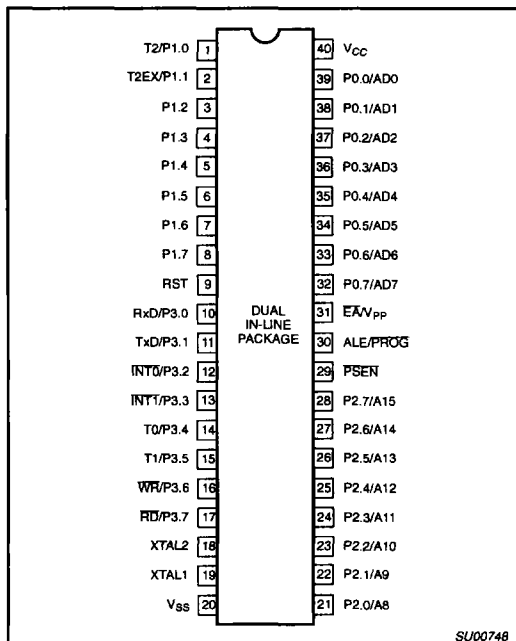 T2/P1.0 1 40 VCC
T2EX/P1.1 2 39 P0.0/AD0
P1.2 3 38 P0.1/AD1
P1.3 4 37 P0.2/AD2
P1.4 5 36 P0.3/AD3
P1.5 6 35 P0.4/AD4
P1.6 7 34 P0.5/AD5
P1.7 8 33 P0.6/AD6
RST 9 32 P0.7/AD7
RxD/P3.0 10 31 E̅A̅/VPP
TxD/P3.1 11 30 ALE/P̅R̅O̅G̅
I̅N̅T̅0̅/P3.2 12 29 P̅S̅E̅N̅
I̅N̅T̅1̅/P3.3 13 28 P2.7/A15
T0/P3.4 14 27 P2.6/A14
T1/P3.5 15 26 P2.5/A13
W̅R̅/P3.6 16 25 P2.4/A12
R̅D̅/P3.7 17 24 P2.3/A11
XTAL2 18 23 P2.2/A10
XTAL1 19 22 P2.1/A9
VSS 20 21 P2.0/A8
DUAL
IN-LINE
PACKAGE
SU00748